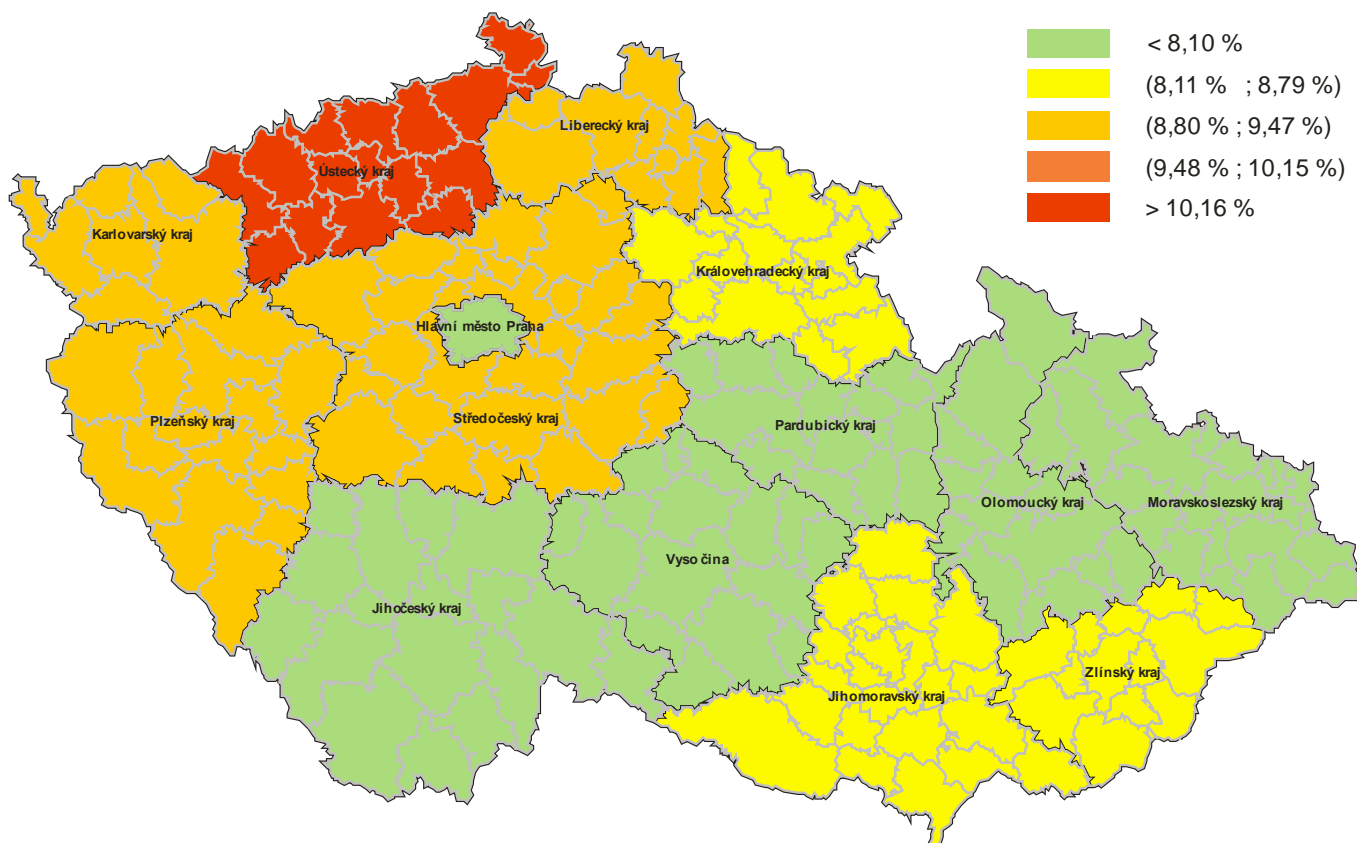 < 8,10 %
(8,11 % ; 8,79 %)
(8,80 % ; 9,47 %)
(9,48 % ; 10,15 %)
> 10,16 %
Liberecký kraj
Ústecký kraj
Karlovarský kraj
Královehradecký kraj
Hlavní město Praha
Plzeňský kraj
Středočeský kraj
Pardubický kraj
Olomoucký kraj
Moravskoslezský kraj
Vysočina
Jihočeský kraj
Zlínský kraj
Jihomoravský kraj